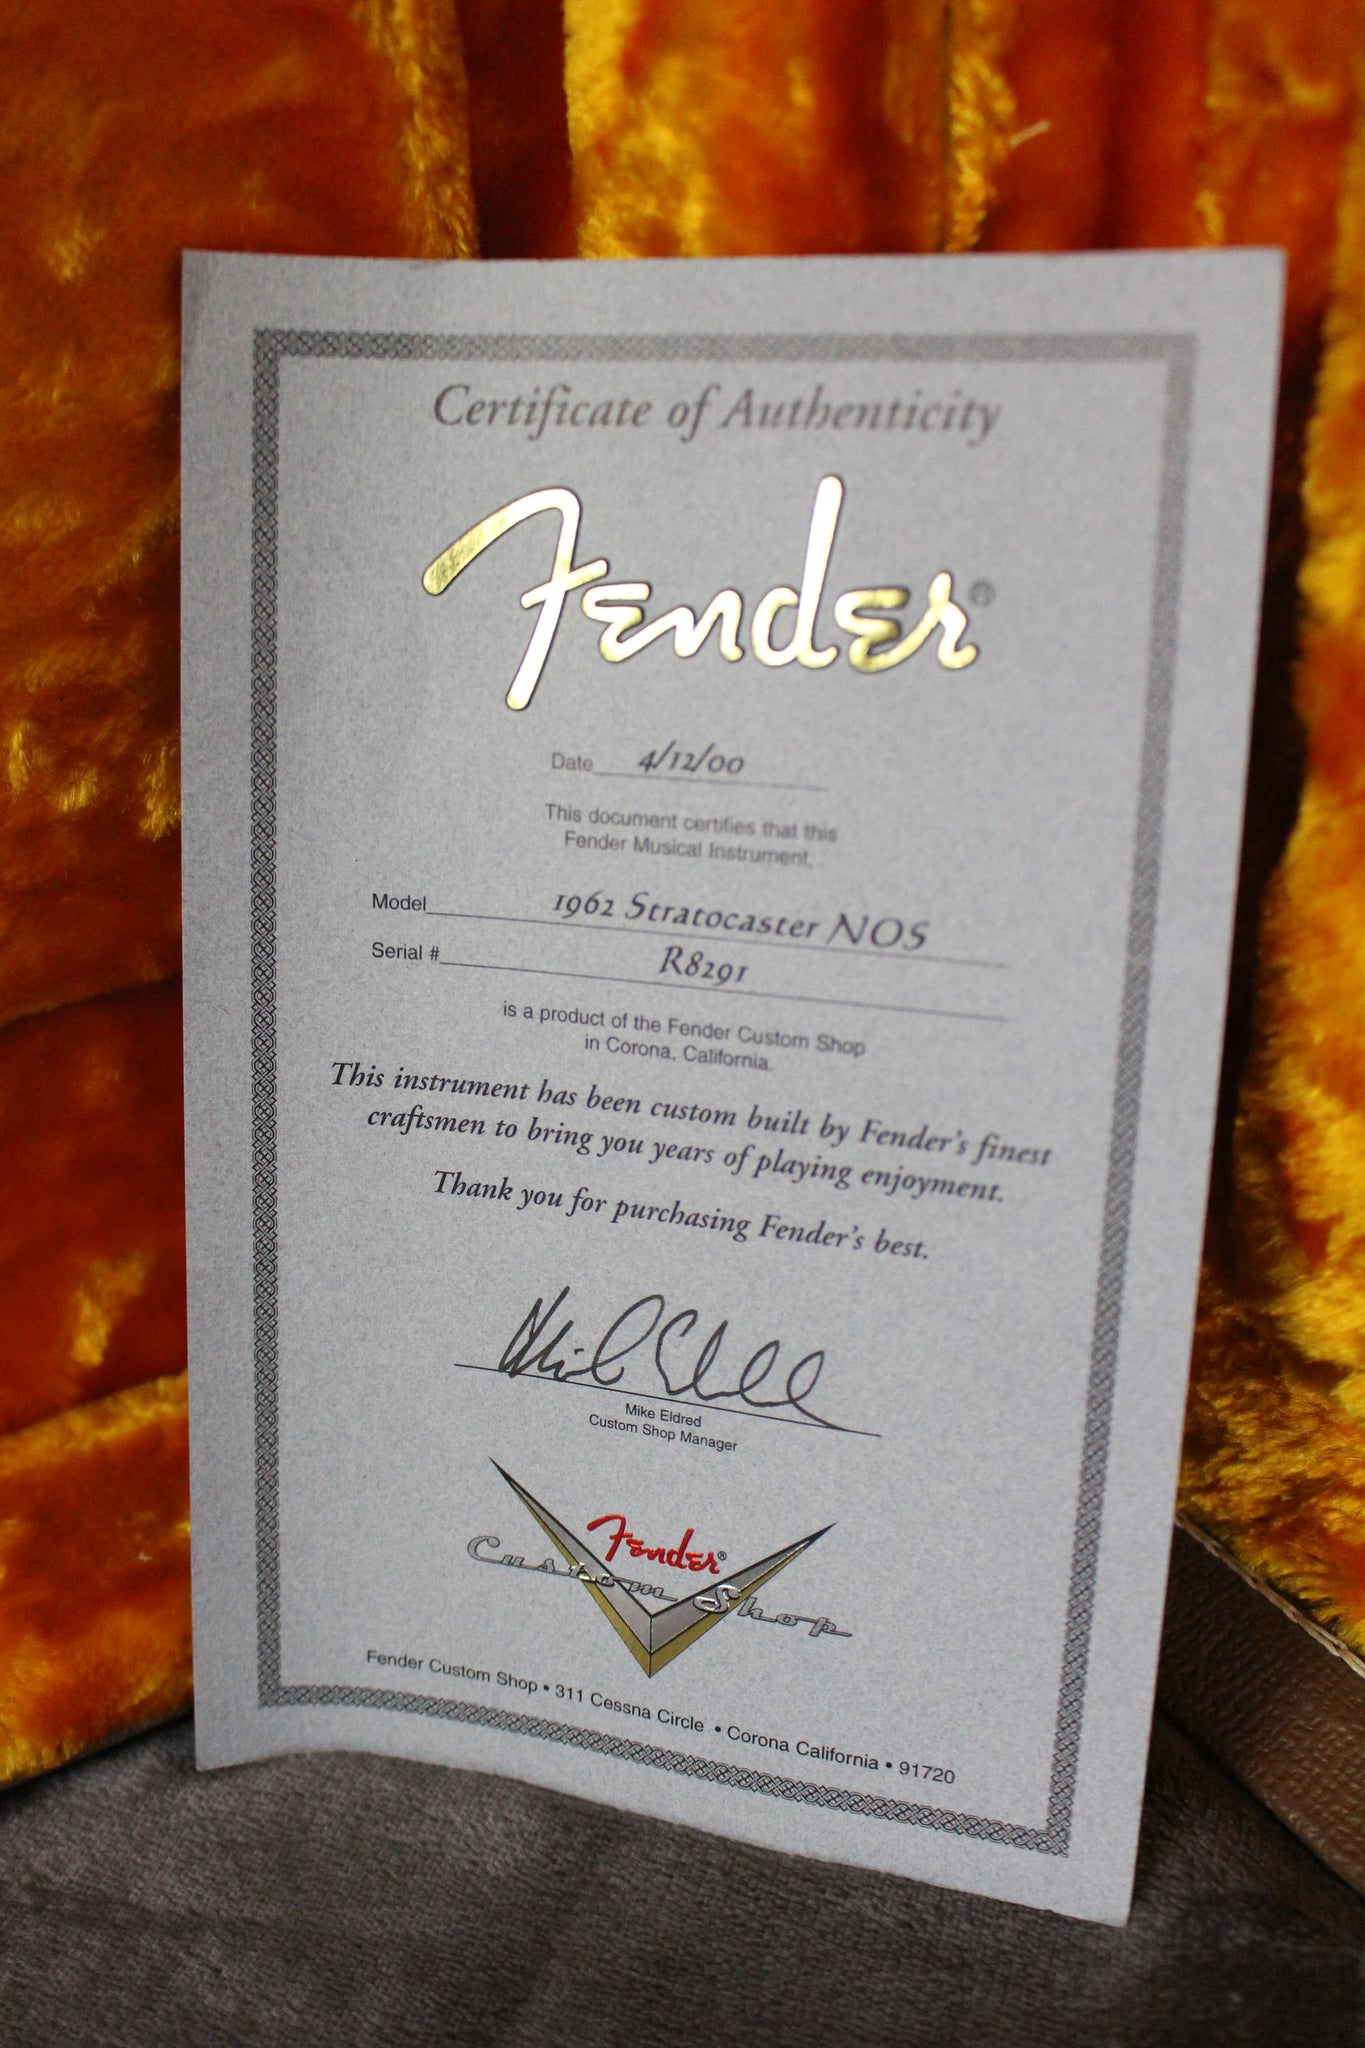 Certificate of Authenticity
Fender®
Date 4/12/00
This document certifies that this
Fender Musical Instrument,
Model 1962 Stratocaster NOS
Serial # R8291
is a product of the Fender Custom Shop
in Corona, California.
This instrument has been custom built by Fender's finest
craftsmen to bring you years of playing enjoyment.
Thank you for purchasing Fender's best.
Mike Eldred
Mike Eldred
Custom Shop Manager
Fender®
Custom Shop
Fender Custom Shop • 311 Cessna Circle • Corona California • 91720